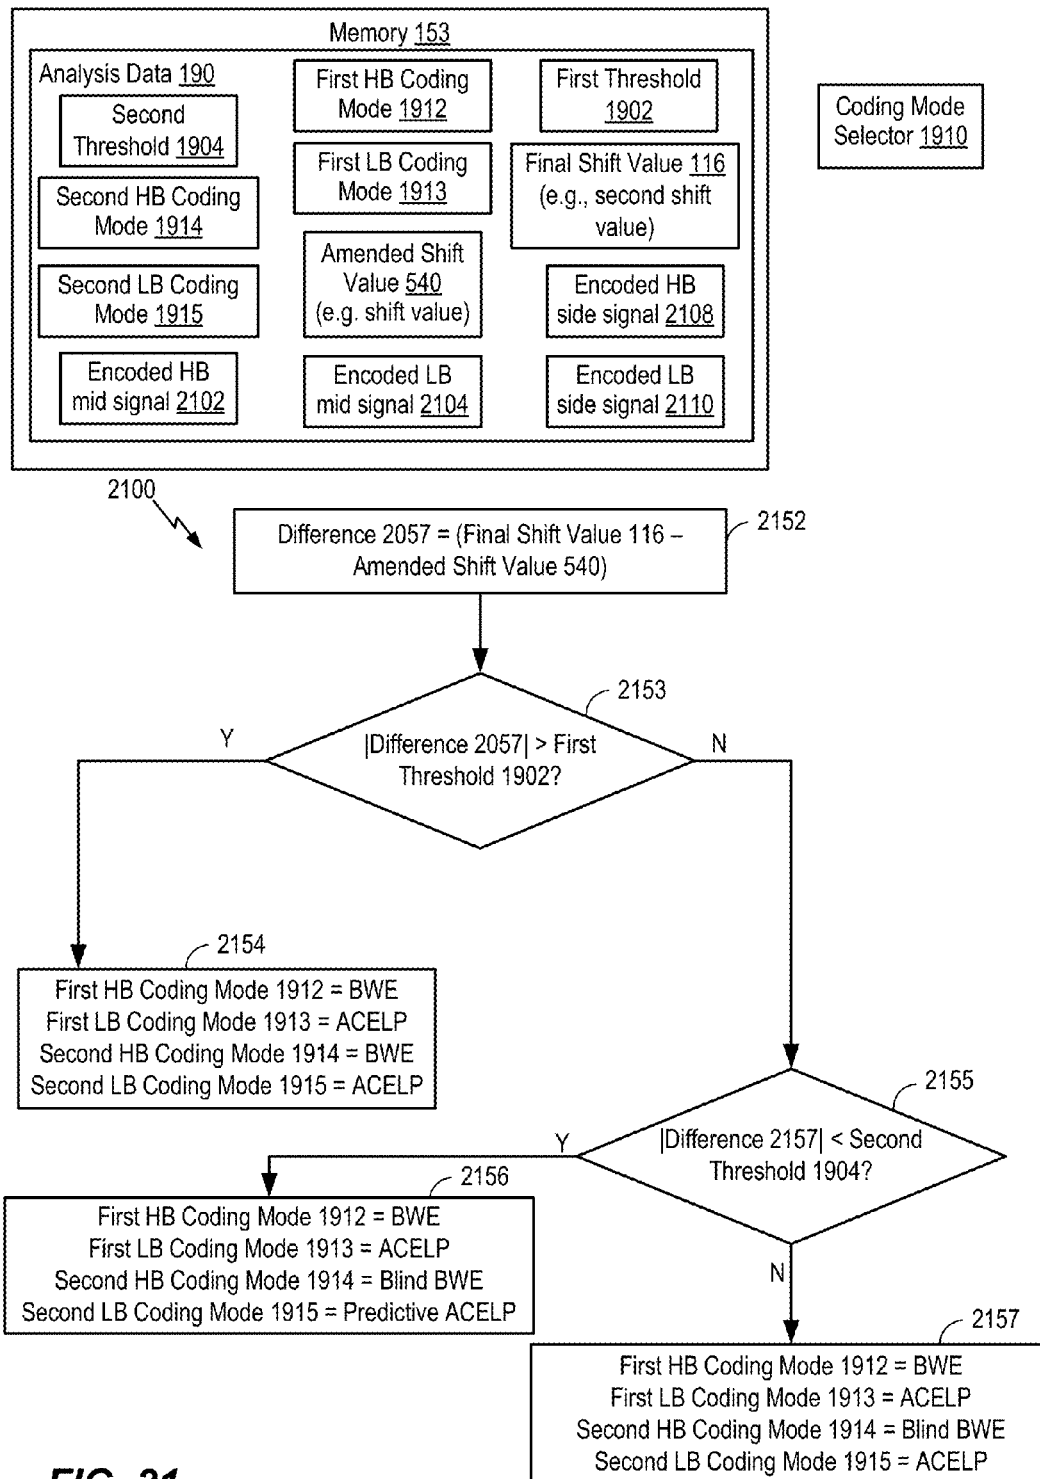 Memory 153
Analysis Data 190
Second
Threshold 1904
Second HB Coding
Mode 1914
Second LB Coding
Mode 1915
Encoded HB
mid signal 2102
First HB Coding
Mode 1912
First LB Coding
Mode 1913
Amended Shift
Value 540
(e.g. shift value)
Encoded LB
mid signal 2104
First Threshold
1902
Final Shift Value 116
(e.g., second shift
value)
Encoded HB
side signal 2108
Encoded LB
side signal 2110
Coding Mode
Selector 1910
2100
Difference 2057 = (Final Shift Value 116 –
Amended Shift Value 540)
2152
2153
|Difference 2057| > First
Threshold 1902?
Y
N
2154
First HB Coding Mode 1912 = BWE
First LB Coding Mode 1913 = ACELP
Second HB Coding Mode 1914 = BWE
Second LB Coding Mode 1915 = ACELP
2155
|Difference 2157| < Second
Threshold 1904?
Y
N
2156
First HB Coding Mode 1912 = BWE
First LB Coding Mode 1913 = ACELP
Second HB Coding Mode 1914 = Blind BWE
Second LB Coding Mode 1915 = Predictive ACELP
2157
First HB Coding Mode 1912 = BWE
First LB Coding Mode 1913 = ACELP
Second HB Coding Mode 1914 = Blind BWE
Second LB Coding Mode 1915 = ACELP
FIG. 21